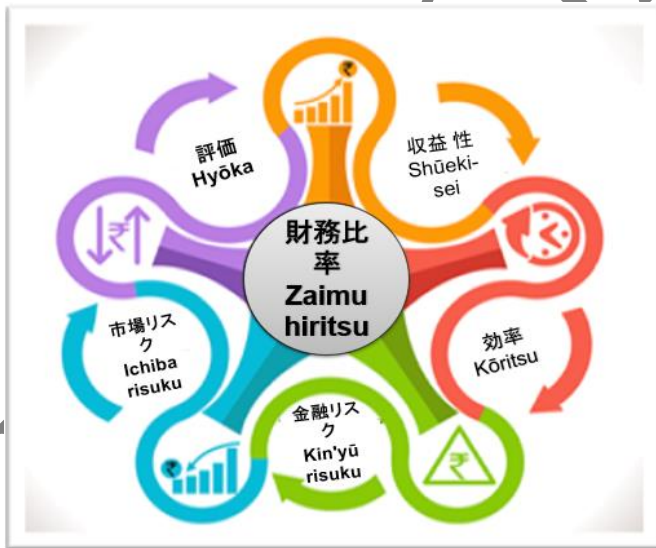 財務比
率
Zaimu
hiritsu
収益 性
Shūeki-
sei
効率
Kōritsu
金融リス
ク
Kin'yū
risuku
市場リス
ク
Ichiba
risuku
評価
Hyōka
₹
₹
₹
₹